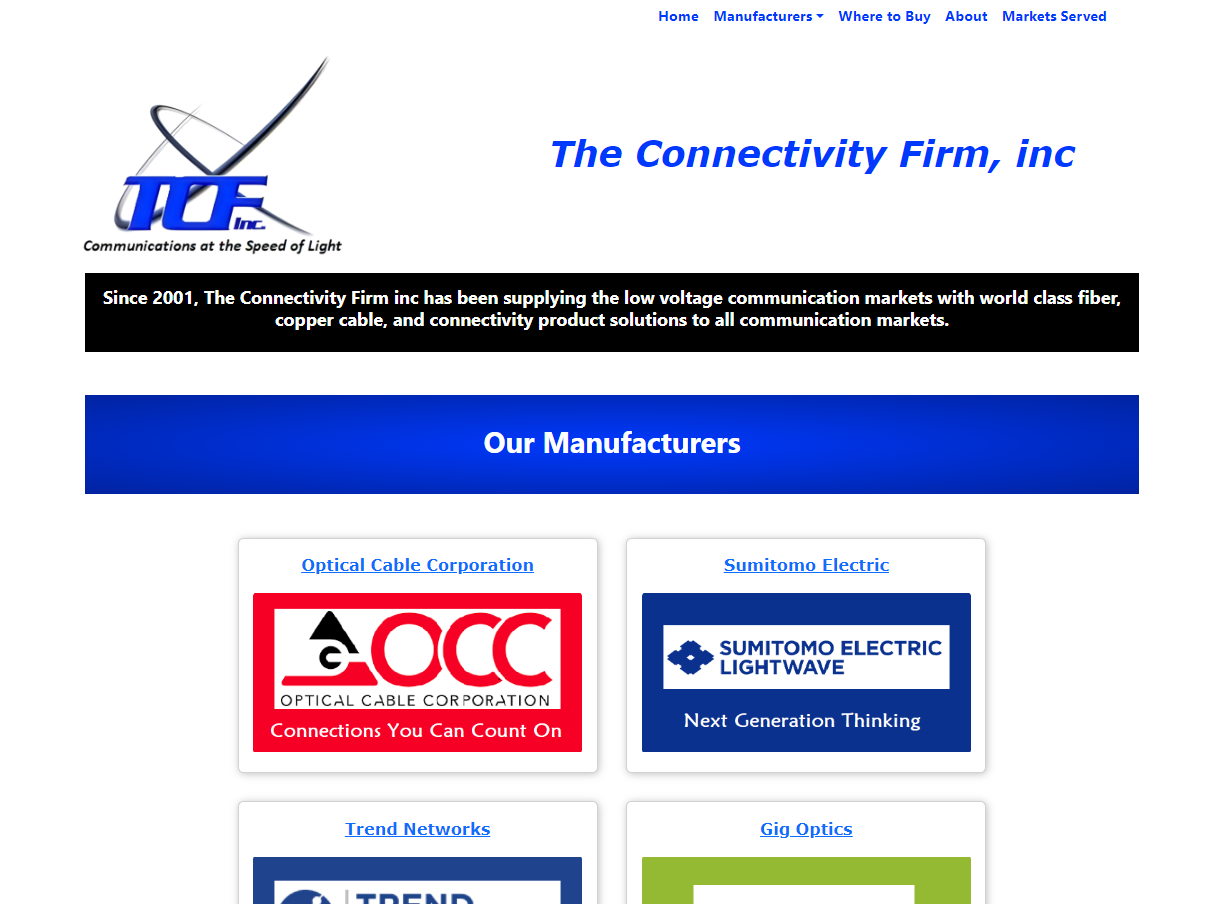 Home Manufacturers Where to Buy About Markets Served
TCF Inc.
Communications at the Speed of Light
The Connectivity Firm, inc
Since 2001, The Connectivity Firm inc has been supplying the low voltage communication markets with world class fiber,
copper cable, and connectivity product solutions to all communication markets.
Our Manufacturers
Optical Cable Corporation
OCC
OPTICAL CABLE CORPORATION
Connections You Can Count On
Sumitomo Electric
SUMITOMO ELECTRIC
LIGHTWAVE
Next Generation Thinking
Trend Networks
TREND
Gig Optics